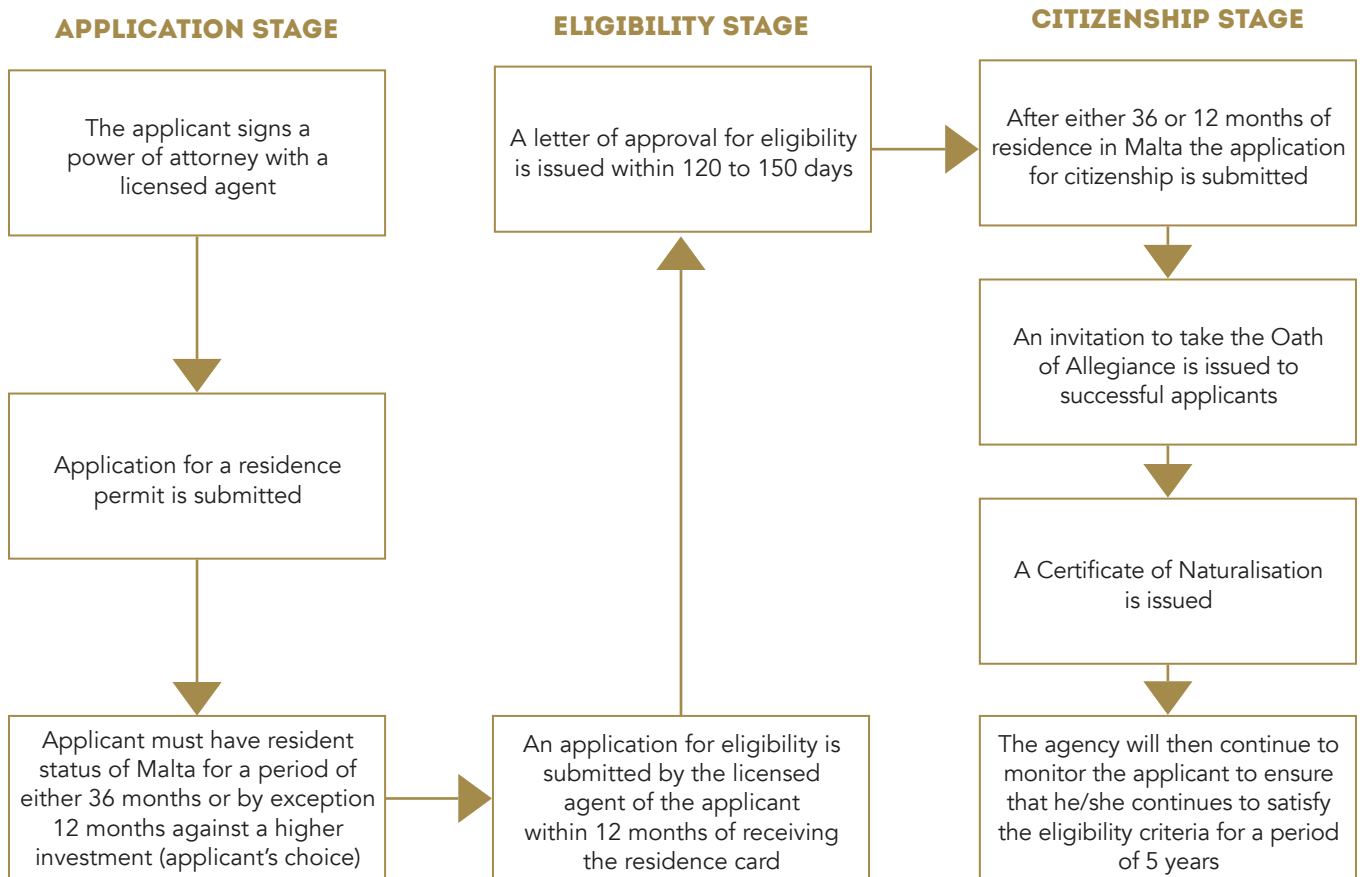 APPLICATION STAGE
The applicant signs a
power of attorney with a
licensed agent
Application for a residence
permit is submitted
Applicant must have resident
status of Malta for a period of
either 36 months or by exception
12 months against a higher
investment (applicant’s choice)
ELIGIBILITY STAGE
An application for eligibility is
submitted by the licensed
agent of the applicant
within 12 months of receiving
the residence card
A letter of approval for eligibility
is issued within 120 to 150 days
CITIZENSHIP STAGE
After either 36 or 12 months of
residence in Malta the application
for citizenship is submitted
An invitation to take the Oath
of Allegiance is issued to
successful applicants
A Certificate of Naturalisation
is issued
The agency will then continue to
monitor the applicant to ensure
that he/she continues to satisfy
the eligibility criteria for a period
of 5 years